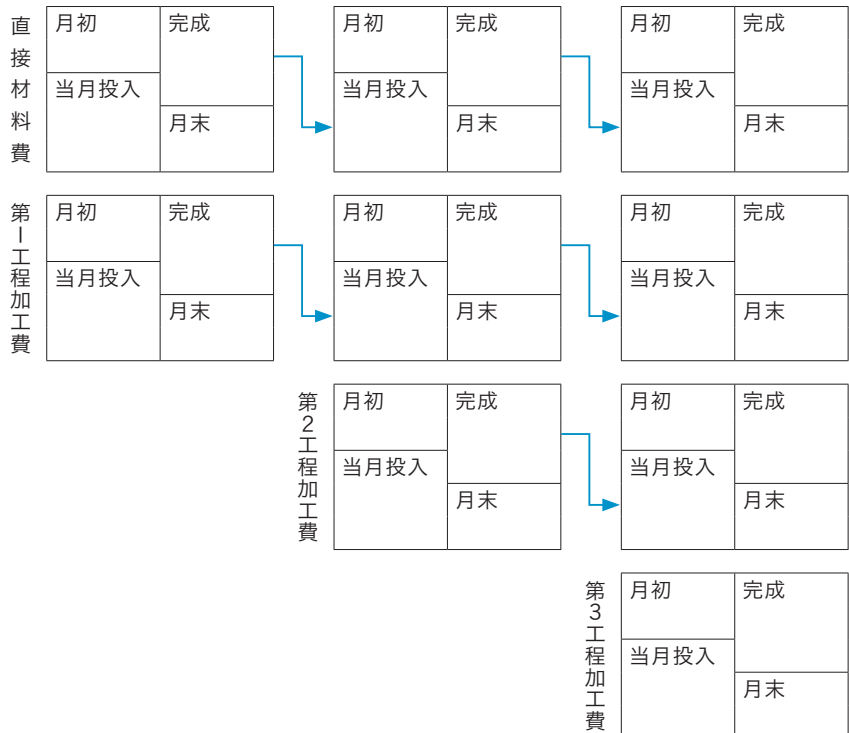 直接材料費
月初 完成
当月投入
月末
月初 完成
当月投入
月末
月初 完成
当月投入
月末
第1工程加工費
月初 完成
当月投入
月末
月初 完成
当月投入
月末
月初 完成
当月投入
月末
第2工程加工費
月初 完成
当月投入
月末
月初 完成
当月投入
月末
第3工程加工費
月初 完成
当月投入
月末